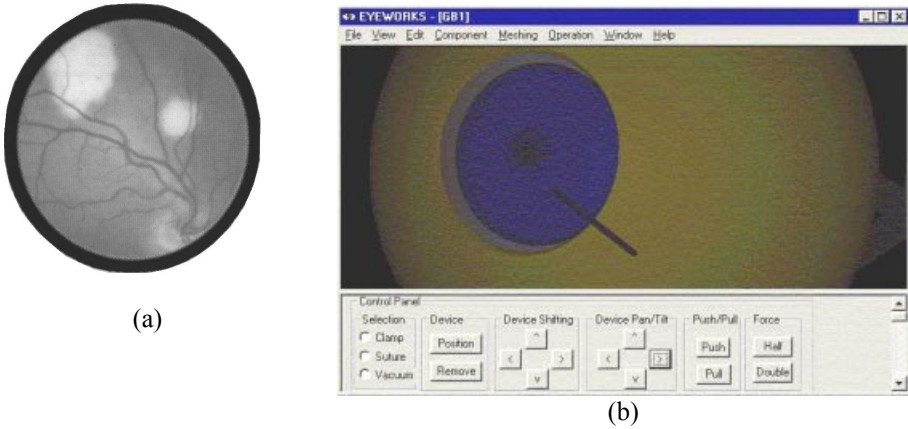 EYEWORKS - [GB1]
File View Edit Component Meshing Operation Window Help
Control Panel
Selection Device Device Shifting Device Pan/Tilt Push/Pull Force
Clamp
Suture
Vacuum
Position
Remove
^
< >
v
^
< >
v
Push
Pull
Half
Double
(a)
(b)